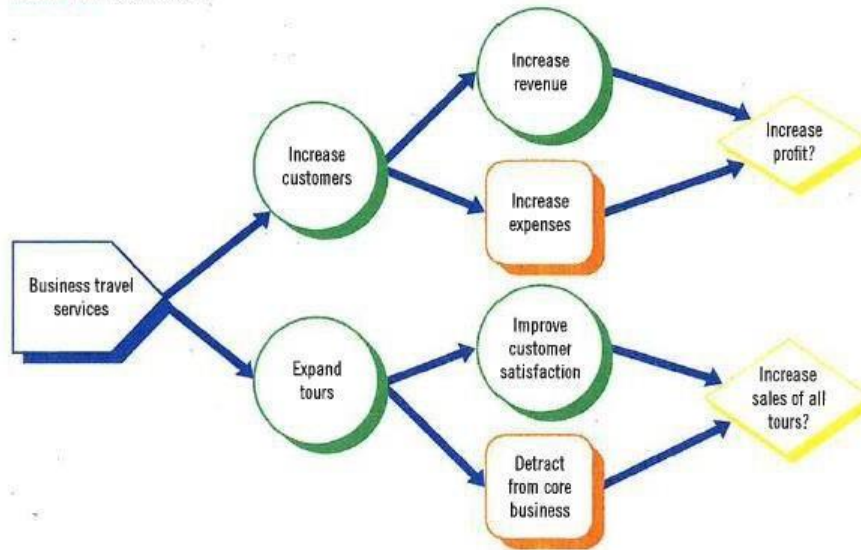 Increase
revenue
Increase
customers
Increase
profit?
Increase
expenses
Business travel
services
Improve
customer
satisfaction
Expand
tours
Increase
sales of all
tours?
Detract
from core
business